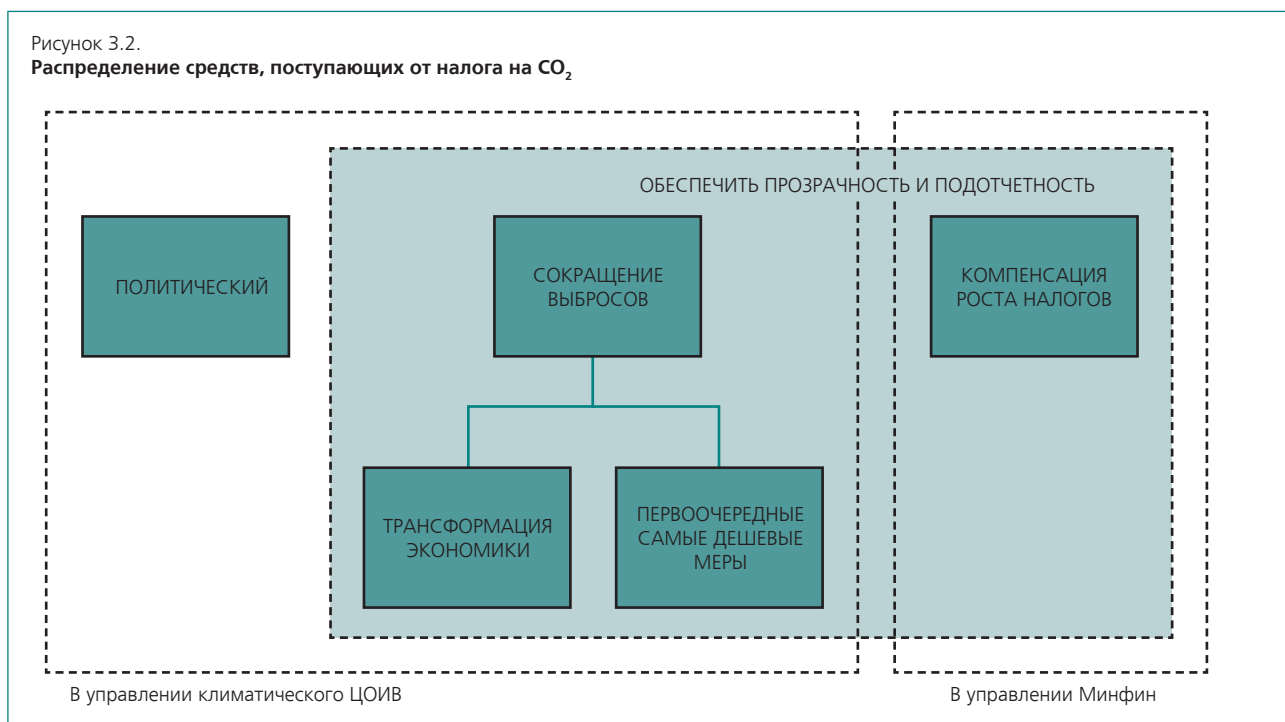 Рисунок 3.2.
Распределение средств, поступающих от налога на CO₂
ОБЕСПЕЧИТЬ ПРОЗРАЧНОСТЬ И ПОДОТЧЕТНОСТЬ
ПОЛИТИЧЕСКИЙ
СОКРАЩЕНИЕ
ВЫБРОСОВ
КОМПЕНСАЦИЯ
РОСТА НАЛОГОВ
ТРАНСФОРМАЦИЯ
ЭКОНОМИКИ
ПЕРВООЧЕРЕДНЫЕ
САМЫЕ ДЕШЕВЫЕ
МЕРЫ
В управлении климатического ЦОИВ
В управлении Минфин